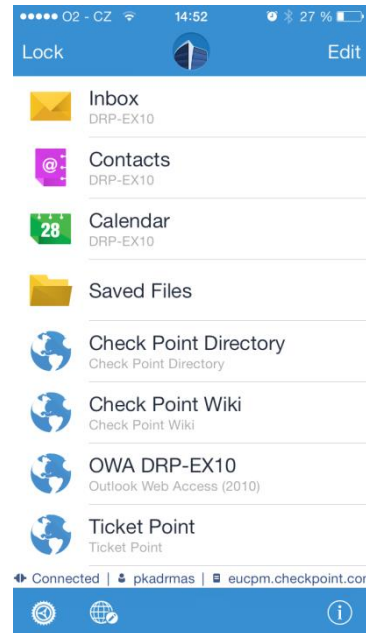 O2 - CZ 14:52 27 %
Lock Edit
Inbox
DRP-EX10
@
Contacts
DRP-EX10
28
Calendar
DRP-EX10
Saved Files
Check Point Directory
Check Point Directory
Check Point Wiki
Check Point Wiki
OWA DRP-EX10
Outlook Web Access (2010)
Ticket Point
Ticket Point
Connected | pkadrmas | eucpm.checkpoint.cor